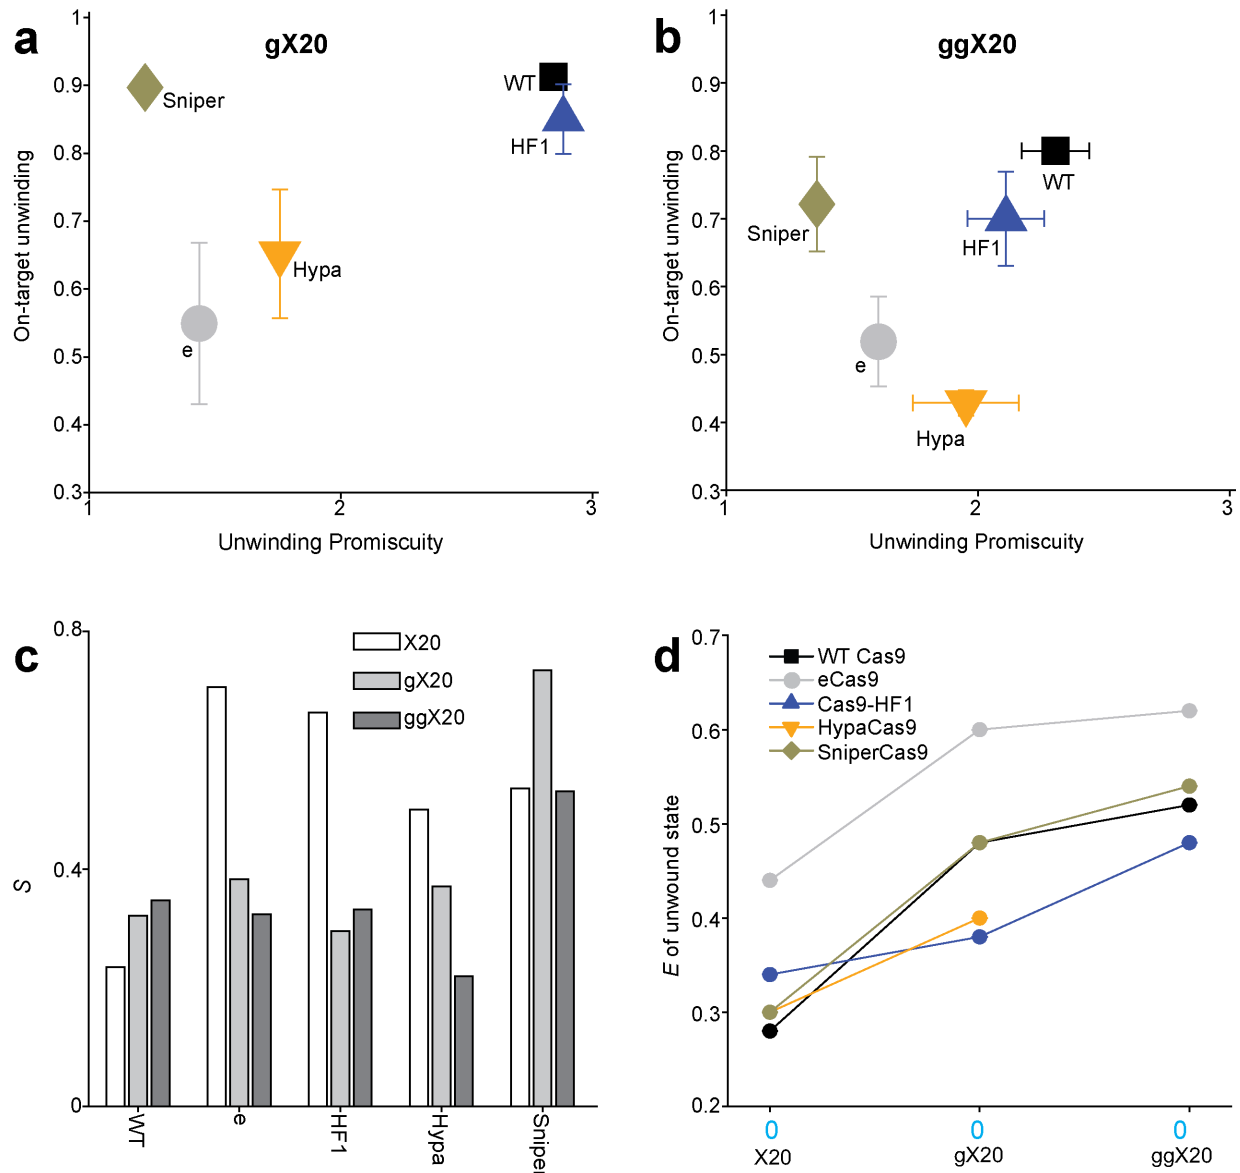 a
gX20
1
0.9
0.8
0.7
0.6
0.5
0.4
0.3
On-target unwinding
Sniper
WT
HF1
Hypa
e
1
2
3
Unwinding Promiscuity
b
ggX20
1
0.9
0.8
0.7
0.6
0.5
0.4
0.3
On-target unwinding
WT
Sniper
HF1
e
Hypa
1
2
3
Unwinding Promiscuity
c
0.8
0.4
0
S
X20
gX20
ggX20
WT
e
HF1
Hypa
Sniper
d
0.7
0.6
0.5
0.4
0.3
0.2
E of unwound state
WT Cas9
eCas9
Cas9-HF1
HypaCas9
SniperCas9
0
0
0
X20
gX20
ggX20